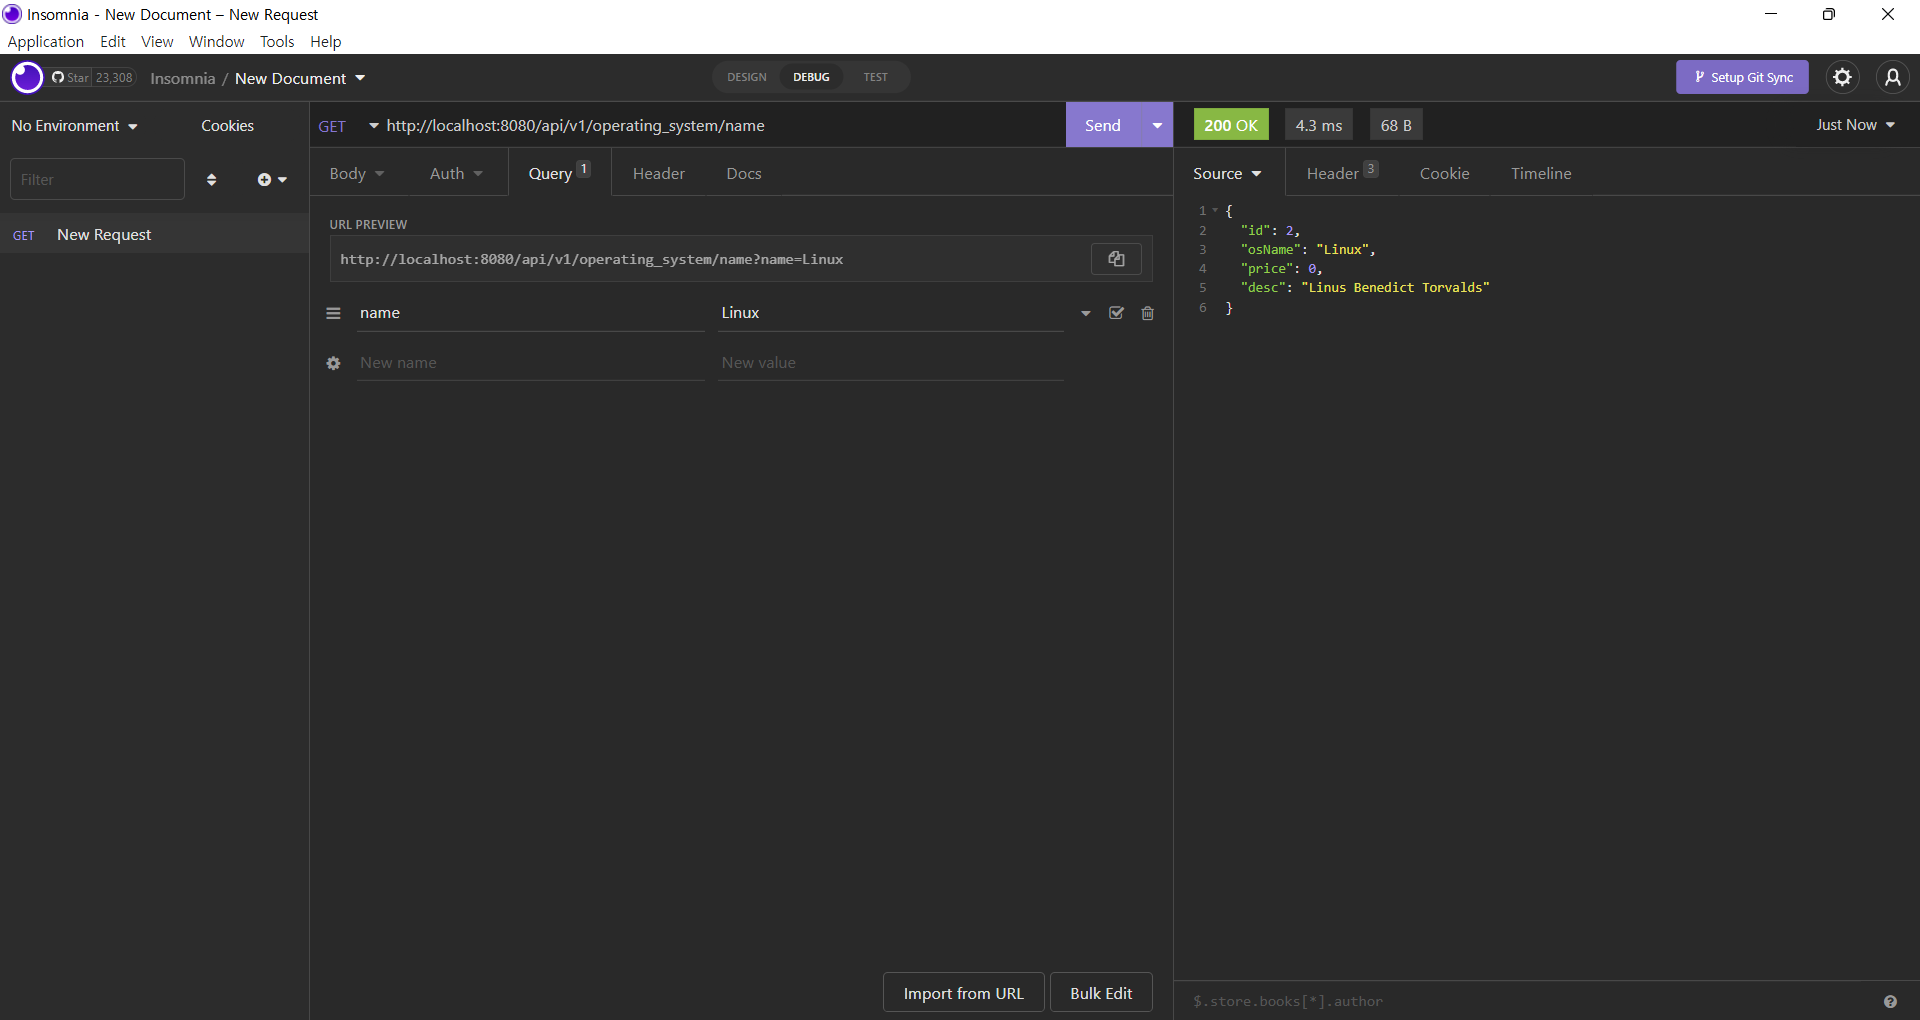 Insomnia - New Document – New Request
Application Edit View Window Tools Help
Star 23,308 Insomnia / New Document DESIGN DEBUG TEST Setup Git Sync
No Environment Cookies
Filter
GET New Request
GET http://localhost:8080/api/v1/operating_system/name Send
Body Auth Query 1 Header Docs
URL PREVIEW
http://localhost:8080/api/v1/operating_system/name?name=Linux
name Linux
New name New value
Import from URL Bulk Edit
200 OK 4.3 ms 68 B Just Now
Source Header 3 Cookie Timeline
1 {
2 "id": 2,
3 "osName": "Linux",
4 "price": 0,
5 "desc": "Linus Benedict Torvalds"
6 }
$.store.books[*].author